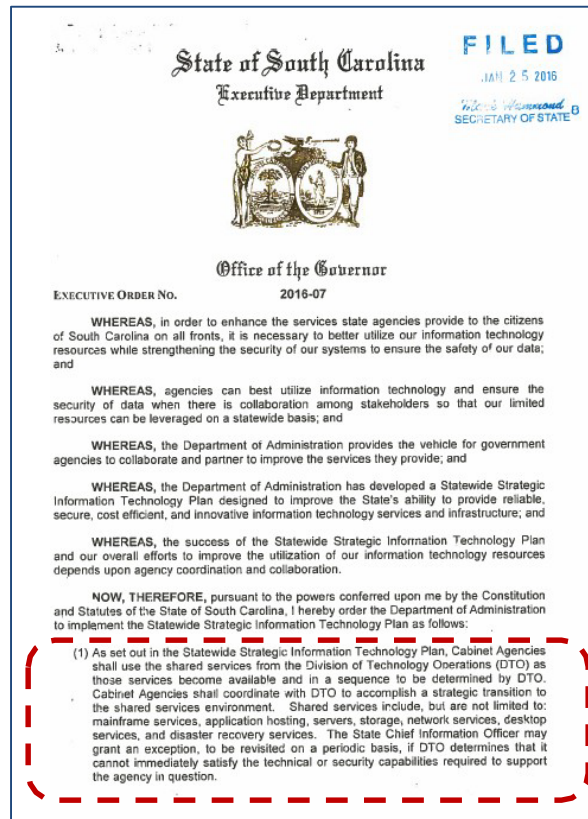 State of South Carolina
Executive Department
FILED
JAN 25 2016
Mark Hammond
SECRETARY OF STATE
Office of the Governor
EXECUTIVE ORDER NO. 2016-07
WHEREAS, in order to enhance the services state agencies provide to the citizens
of South Carolina on all fronts, it is necessary to better utilize our information technology
resources while strengthening the security of our systems to ensure the safety of our data;
and
WHEREAS, agencies can best utilize information technology and ensure the
security of data when there is collaboration among stakeholders so that our limited
resources can be leveraged on a statewide basis; and
WHEREAS, the Department of Administration provides the vehicle for government
agencies to collaborate and partner to improve the services they provide; and
WHEREAS, the Department of Administration has developed a Statewide Strategic
Information Technology Plan designed to improve the State's ability to provide reliable,
secure, cost efficient, and innovative information technology services and infrastructure; and
WHEREAS, the success of the Statewide Strategic Information Technology Plan
and our overall efforts to improve the utilization of our information technology resources
depends upon agency coordination and collaboration.
NOW, THEREFORE, pursuant to the powers conferred upon me by the Constitution
and Statutes of the State of South Carolina, I hereby order the Department of Administration
to implement the Statewide Strategic Information Technology Plan as follows:
(1) As set out in the Statewide Strategic Information Technology Plan, Cabinet Agencies
shall use the shared services from the Division of Technology Operations (DTO) as
those services become available and in a sequence to be determined by DTO.
Cabinet Agencies shall coordinate with DTO to accomplish a strategic transition to
the shared services environment. Shared services include, but are not limited to:
mainframe services, application hosting, servers, storage, network services, desktop
services, and disaster recovery services. The State Chief Information Officer may
grant an exception, to be revisited on a periodic basis, if DTO determines that it
cannot immediately satisfy the technical or security capabilities required to support
the agency in question.